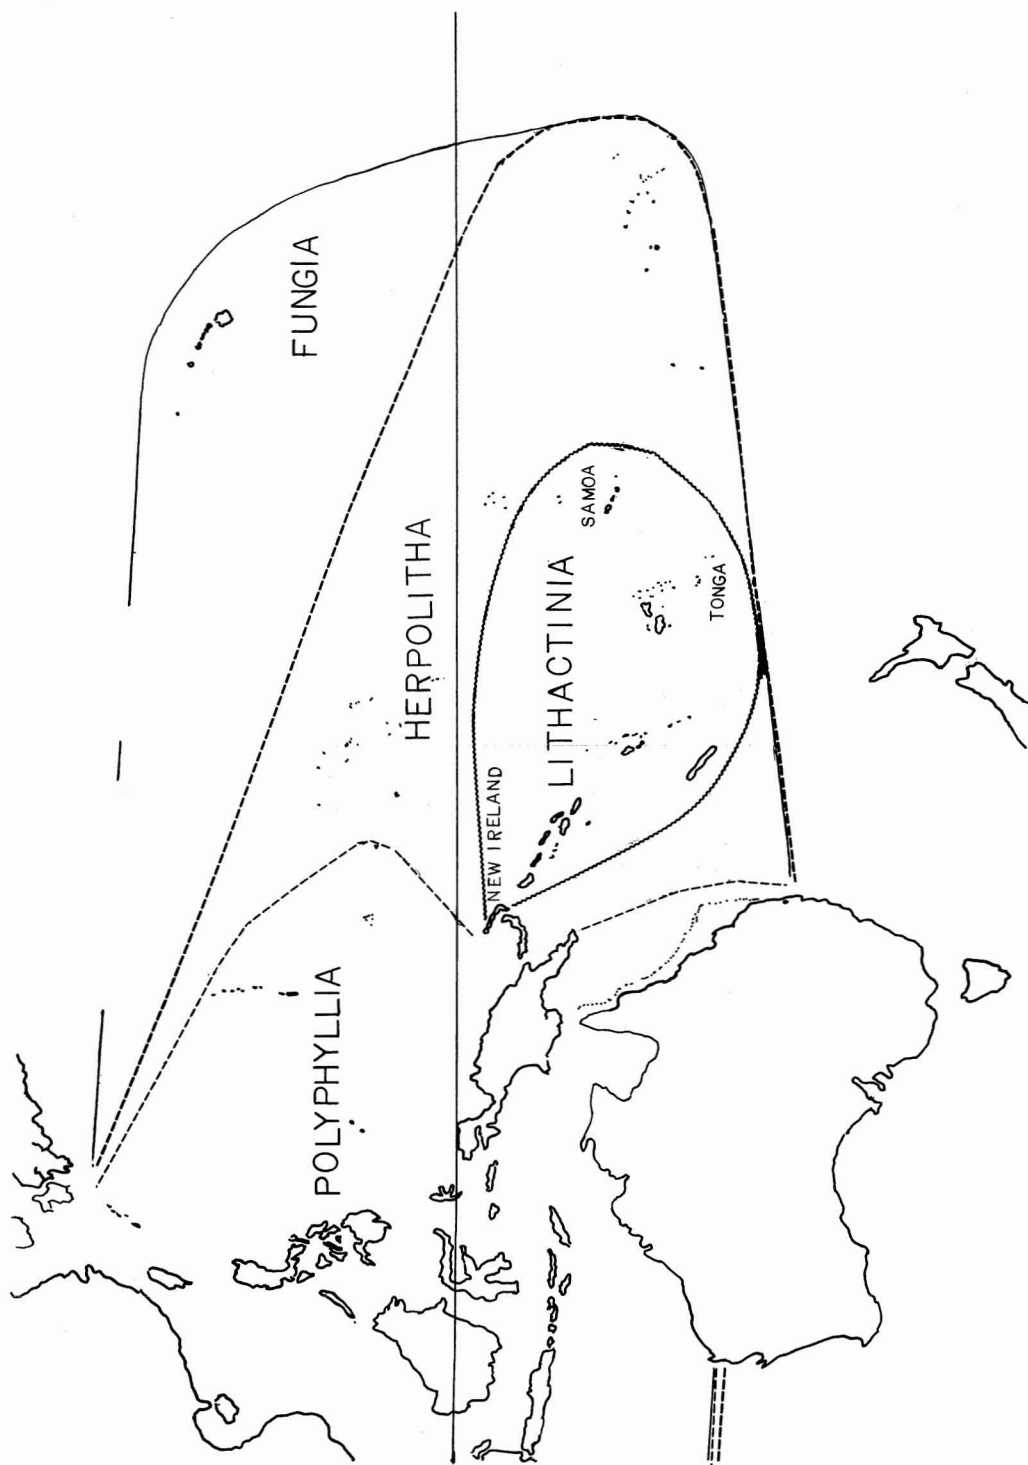 FUNGIA
HERPOLITHA
POLYPHYLLIA
LITHACTINIA
NEW IRELAND
SAMOA
TONGA